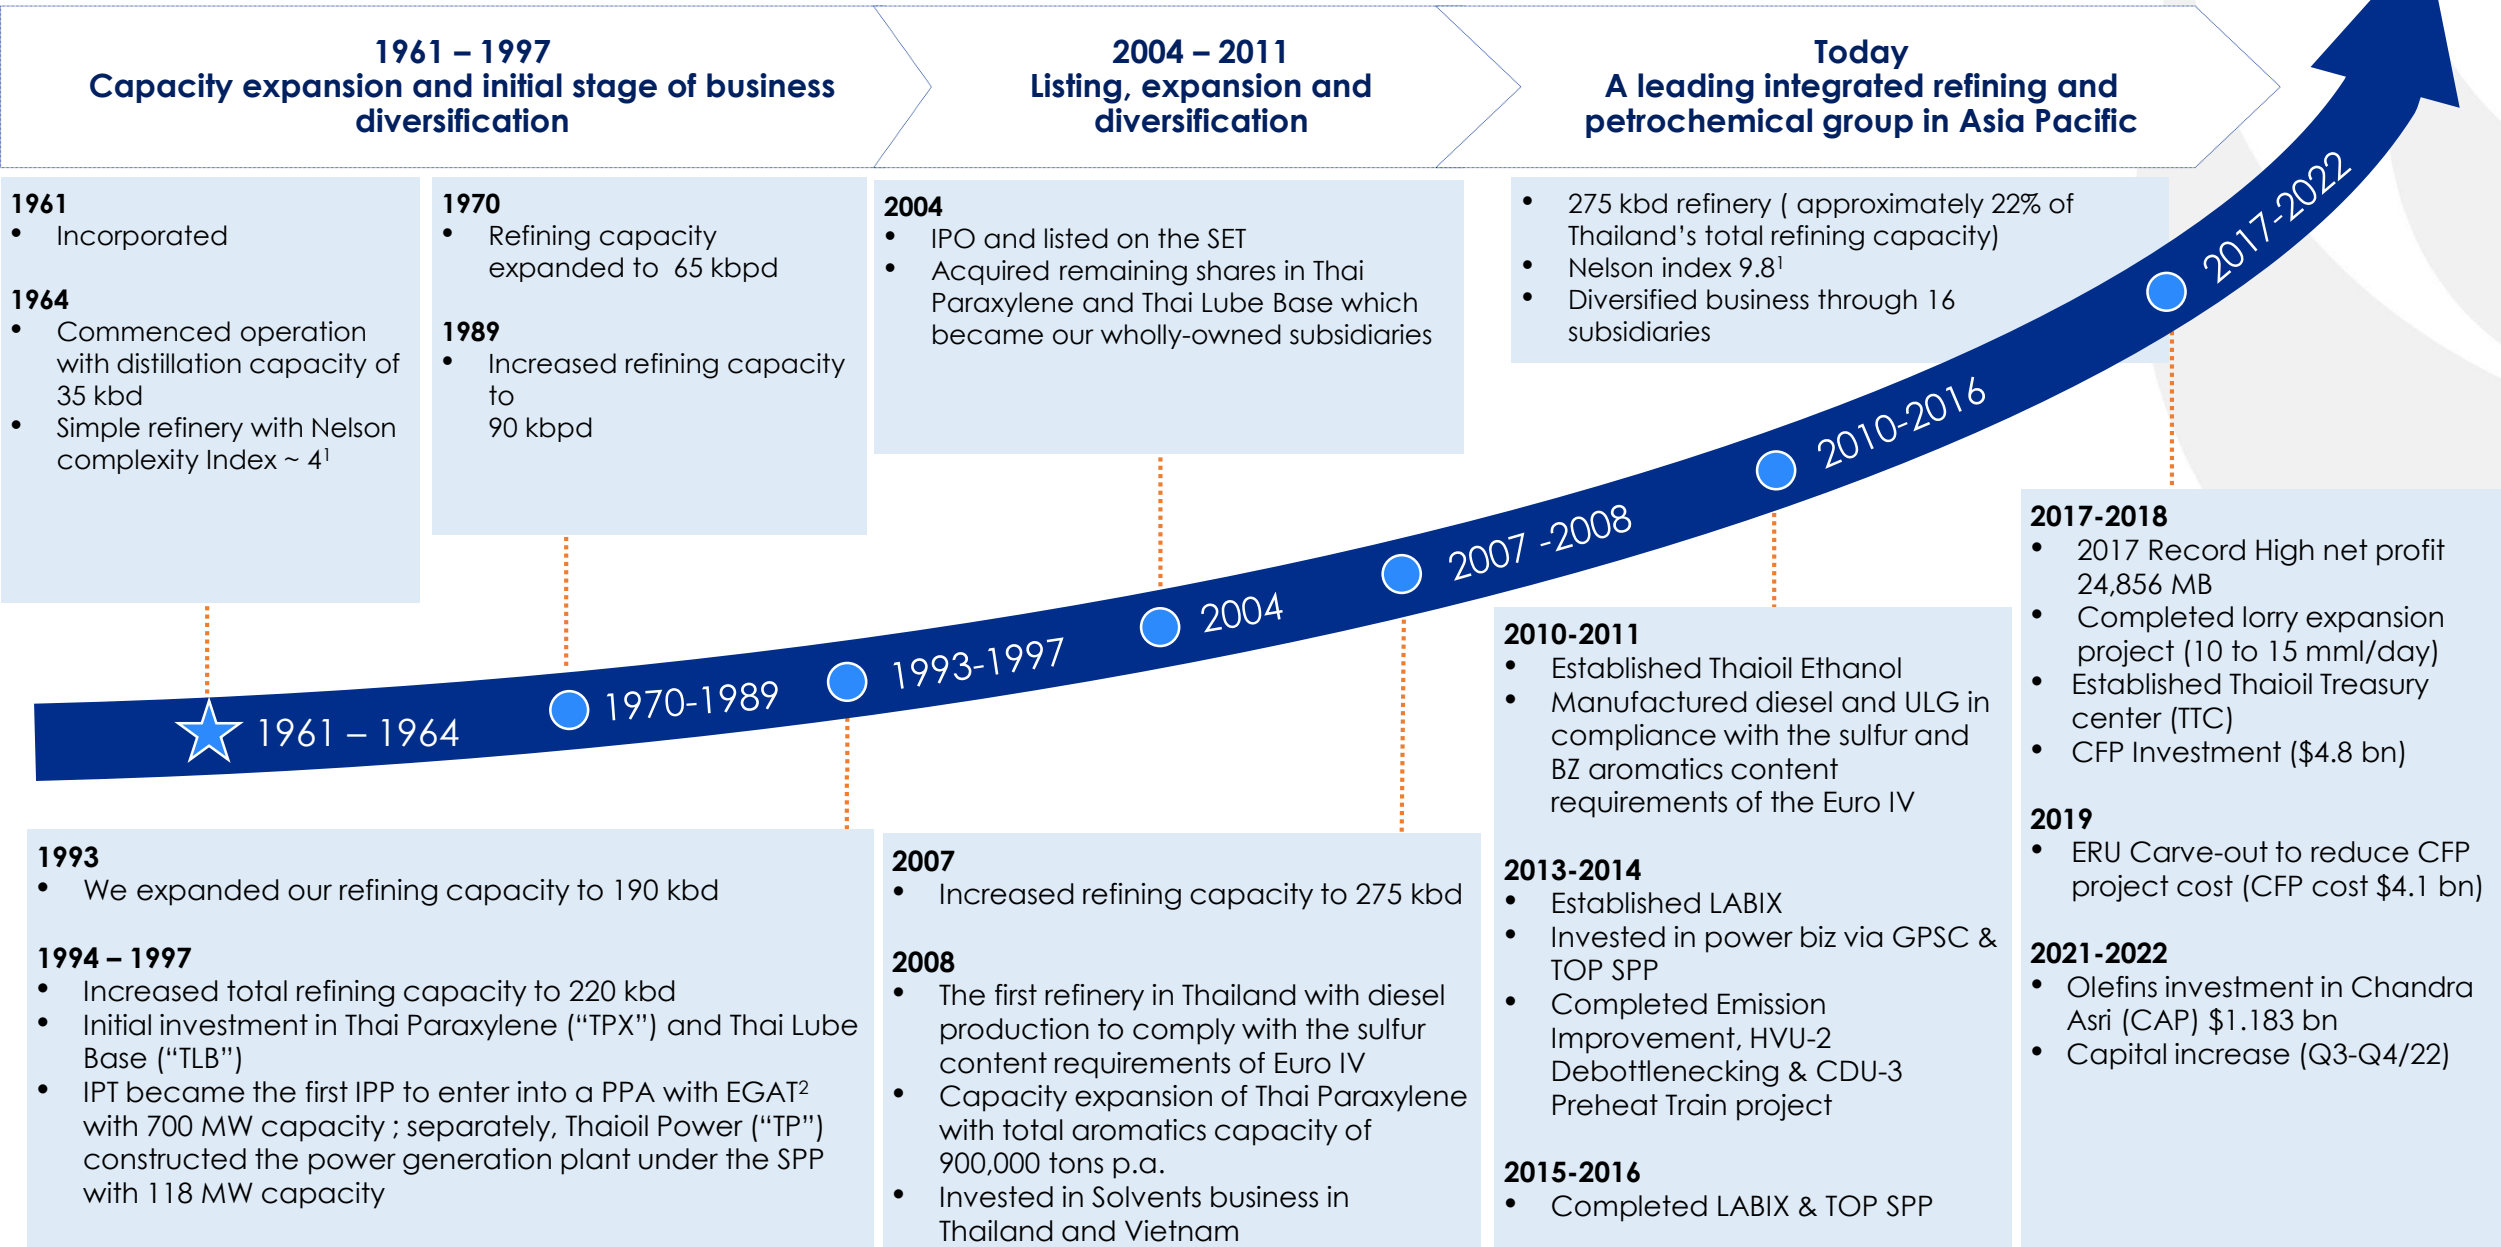 1961 – 1997
Capacity expansion and initial stage of business
diversification
2004 – 2011
Listing, expansion and
diversification
Today
A leading integrated refining and
petrochemical group in Asia Pacific
1961
• Incorporated
1964
• Commenced operation
with distillation capacity of
35 kbd
• Simple refinery with Nelson
complexity Index ~ 4¹
1970
• Refining capacity
expanded to 65 kbpd
1989
• Increased refining capacity
to
90 kbpd
2004
• IPO and listed on the SET
• Acquired remaining shares in Thai
Paraxylene and Thai Lube Base which
became our wholly-owned subsidiaries
• 275 kbd refinery ( approximately 22% of
Thailand's total refining capacity)
• Nelson index 9.8¹
• Diversified business through 16
subsidiaries
1961 – 1964
1970-1989
1993-1997
2004
2007 -2008
2010-2016
2017-2022
1993
• We expanded our refining capacity to 190 kbd
1994 – 1997
• Increased total refining capacity to 220 kbd
• Initial investment in Thai Paraxylene (“TPX”) and Thai Lube
Base (“TLB”)
• IPT became the first IPP to enter into a PPA with EGAT²
with 700 MW capacity ; separately, Thaioil Power (“TP”)
constructed the power generation plant under the SPP
with 118 MW capacity
2007
• Increased refining capacity to 275 kbd
2008
• The first refinery in Thailand with diesel
production to comply with the sulfur
content requirements of Euro IV
• Capacity expansion of Thai Paraxylene
with total aromatics capacity of
900,000 tons p.a.
• Invested in Solvents business in
Thailand and Vietnam
2010-2011
• Established Thaioil Ethanol
• Manufactured diesel and ULG in
compliance with the sulfur and
BZ aromatics content
requirements of the Euro IV
2013-2014
• Established LABIX
• Invested in power biz via GPSC &
TOP SPP
• Completed Emission
Improvement, HVU-2
Debottlenecking & CDU-3
Preheat Train project
2015-2016
• Completed LABIX & TOP SPP
2017-2018
• 2017 Record High net profit
24,856 MB
• Completed lorry expansion
project (10 to 15 mml/day)
• Established Thaioil Treasury
center (TTC)
• CFP Investment ($4.8 bn)
2019
• ERU Carve-out to reduce CFP
project cost (CFP cost $4.1 bn)
2021-2022
• Olefins investment in Chandra
Asri (CAP) $1.183 bn
• Capital increase (Q3-Q4/22)